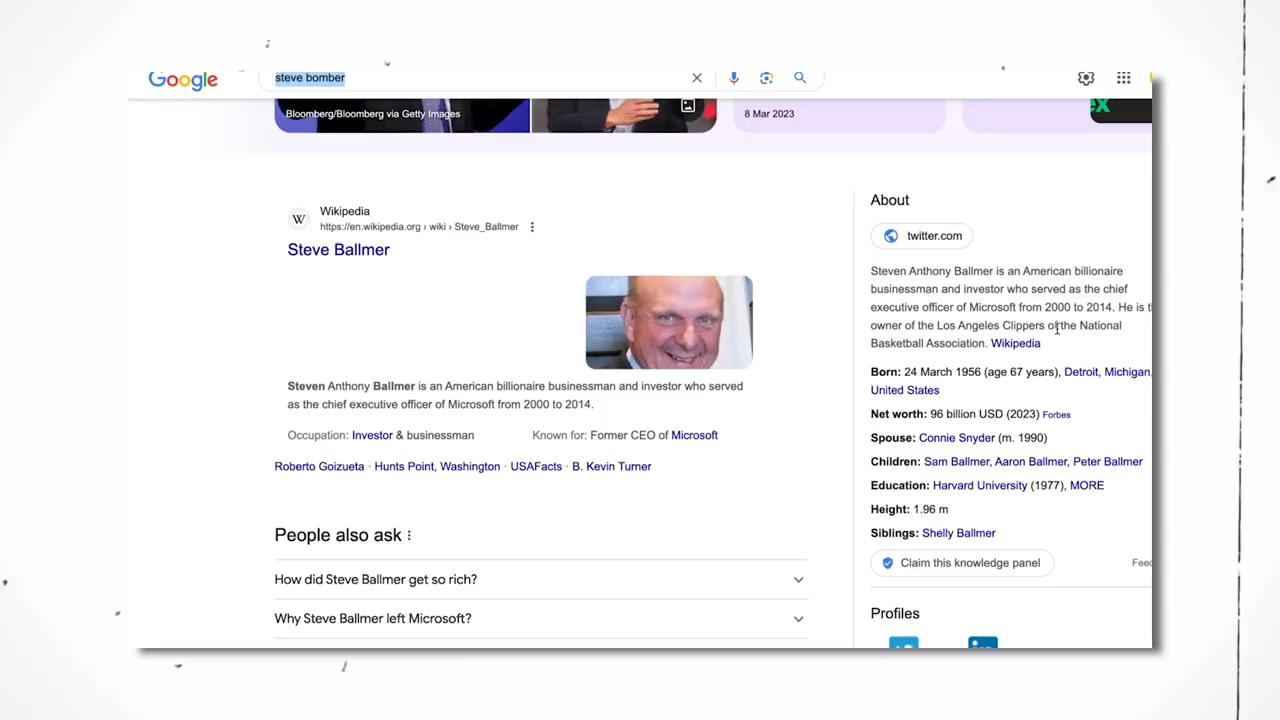 Google
steve bomber
Bloomberg/Bloomberg via Getty Images
8 Mar 2023
W
Wikipedia
https://en.wikipedia.org › wiki › Steve_Ballmer
Steve Ballmer
Steven Anthony Ballmer is an American billionaire businessman and investor who served
as the chief executive officer of Microsoft from 2000 to 2014.
Occupation: Investor & businessman
Known for: Former CEO of Microsoft
Roberto Goizueta · Hunts Point, Washington · USAFacts · B. Kevin Turner
People also ask
How did Steve Ballmer get so rich?
Why Steve Ballmer left Microsoft?
About
twitter.com
Steven Anthony Ballmer is an American billionaire
businessman and investor who served as the chief
executive officer of Microsoft from 2000 to 2014. He is
owner of the Los Angeles Clippers of the National
Basketball Association. Wikipedia
Born: 24 March 1956 (age 67 years), Detroit, Michigan,
United States
Net worth: 96 billion USD (2023) Forbes
Spouse: Connie Snyder (m. 1990)
Children: Sam Ballmer, Aaron Ballmer, Peter Ballmer
Education: Harvard University (1977), MORE
Height: 1.96 m
Siblings: Shelly Ballmer
Claim this knowledge panel
Profiles